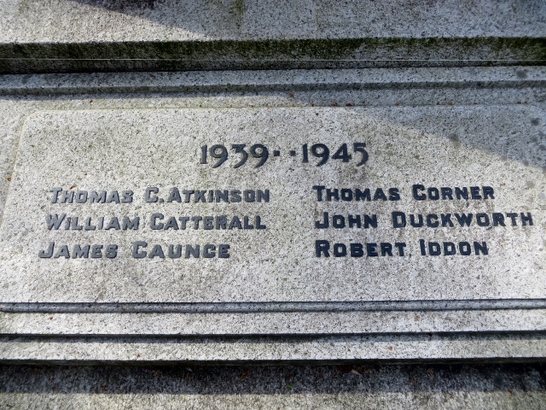 1939 · · 1945
THOMAS C. ATKINSON
WILLIAM CATTERALL
JAMES CAUNCE
THOMAS CORNER
JOHN DUCKWORTH
ROBERT. IDDON